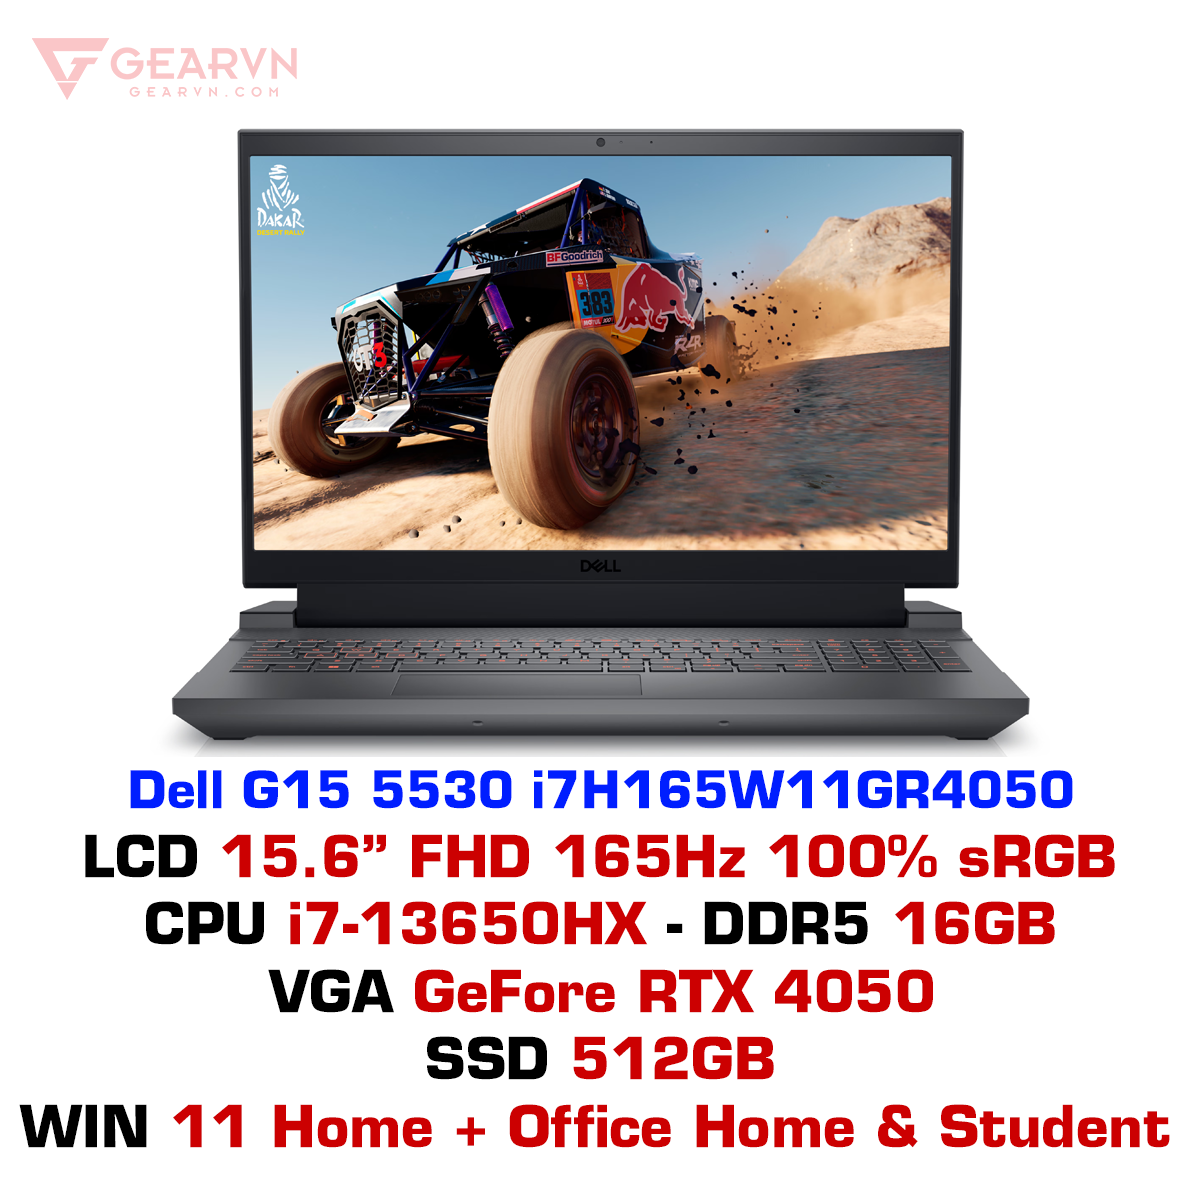 GEARVN
GEARVN.COM
DAKAR
DESERT RALLY
BFGoodrich
383
GT3
DELL
Dell G15 5530 i7H165W11GR4050
LCD 15.6” FHD 165Hz 100% sRGB
CPU i7-13650HX - DDR5 16GB
VGA GeFore RTX 4050
SSD 512GB
WIN 11 Home + Office Home & Student